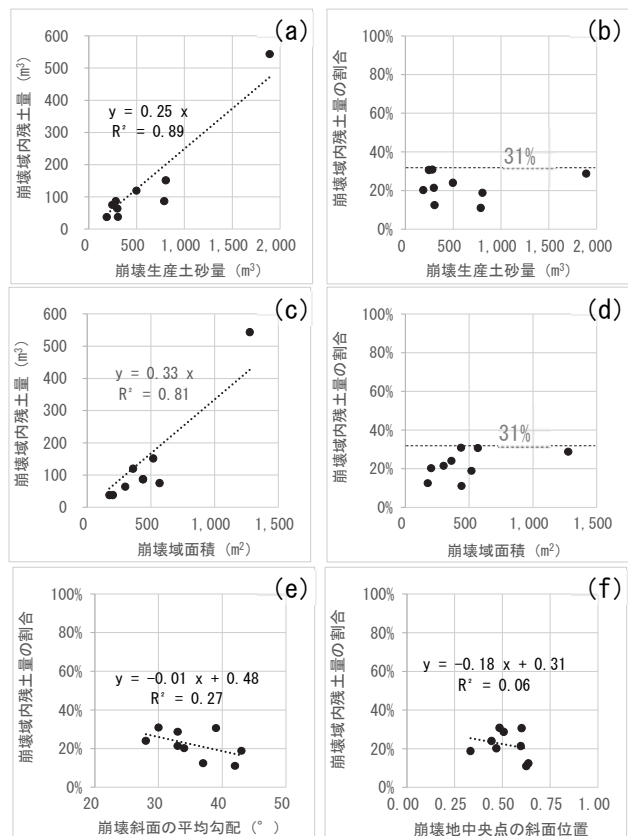 (a)
崩壊域内残土量 (m³)
600
500
400
300
200
100
0
y = 0.25 x
R² = 0.89
0 500 1,000 1,500 2,000
崩壊生産土砂量 (m³)
(b)
崩壊域内残土量の割合
100%
80%
60%
40%
20%
0%
31%
0 500 1,000 1,500 2,000
崩壊生産土砂量 (m³)
(c)
崩壊域内残土量 (m³)
600
500
400
300
200
100
0
y = 0.33 x
R² = 0.81
0 500 1,000 1,500
崩壊域面積 (m²)
(d)
崩壊域内残土量の割合
100%
80%
60%
40%
20%
0%
31%
0 500 1,000 1,500
崩壊域面積 (m²)
(e)
崩壊域内残土量の割合
100%
80%
60%
40%
20%
0%
y = -0.01 x + 0.48
R² = 0.27
20 30 40 50
崩壊斜面の平均勾配 (°)
(f)
崩壊域内残土量の割合
100%
80%
60%
40%
20%
0%
y = -0.18 x + 0.31
R² = 0.06
0.00 0.25 0.50 0.75 1.00
崩壊地中央点の斜面位置